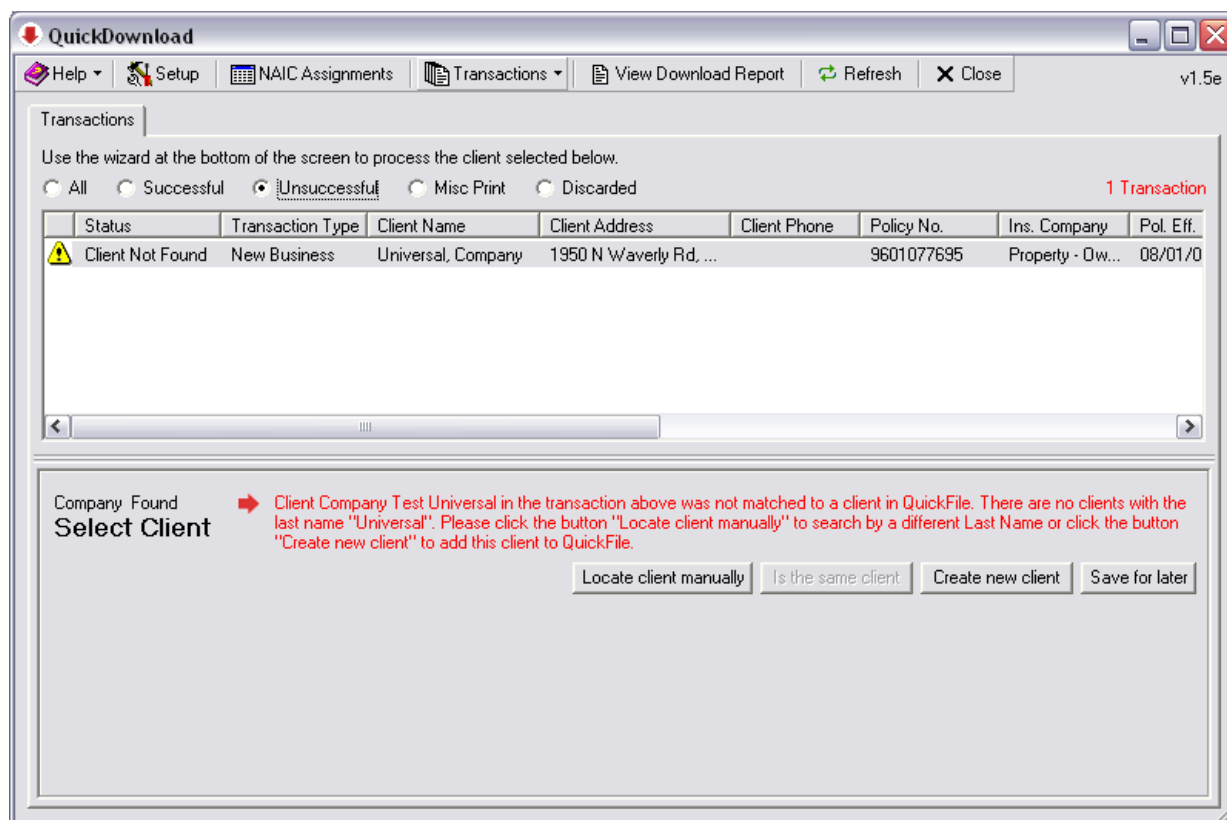 QuickDownload
Help Setup NAIC Assignments Transactions View Download Report Refresh Close v1.5e
Transactions
Use the wizard at the bottom of the screen to process the client selected below.
All Successful Unsuccessful Misc Print Discarded 1 Transaction
Status Transaction Type Client Name Client Address Client Phone Policy No. Ins. Company Pol. Eff.
Client Not Found New Business Universal, Company 1950 N Waverly Rd, ... 9601077695 Property - Ow... 08/01/0
Company Found
Select Client
Client Company Test Universal in the transaction above was not matched to a client in QuickFile. There are no clients with the
last name "Universal". Please click the button "Locate client manually" to search by a different Last Name or click the button
"Create new client" to add this client to QuickFile.
Locate client manually Is the same client Create new client Save for later